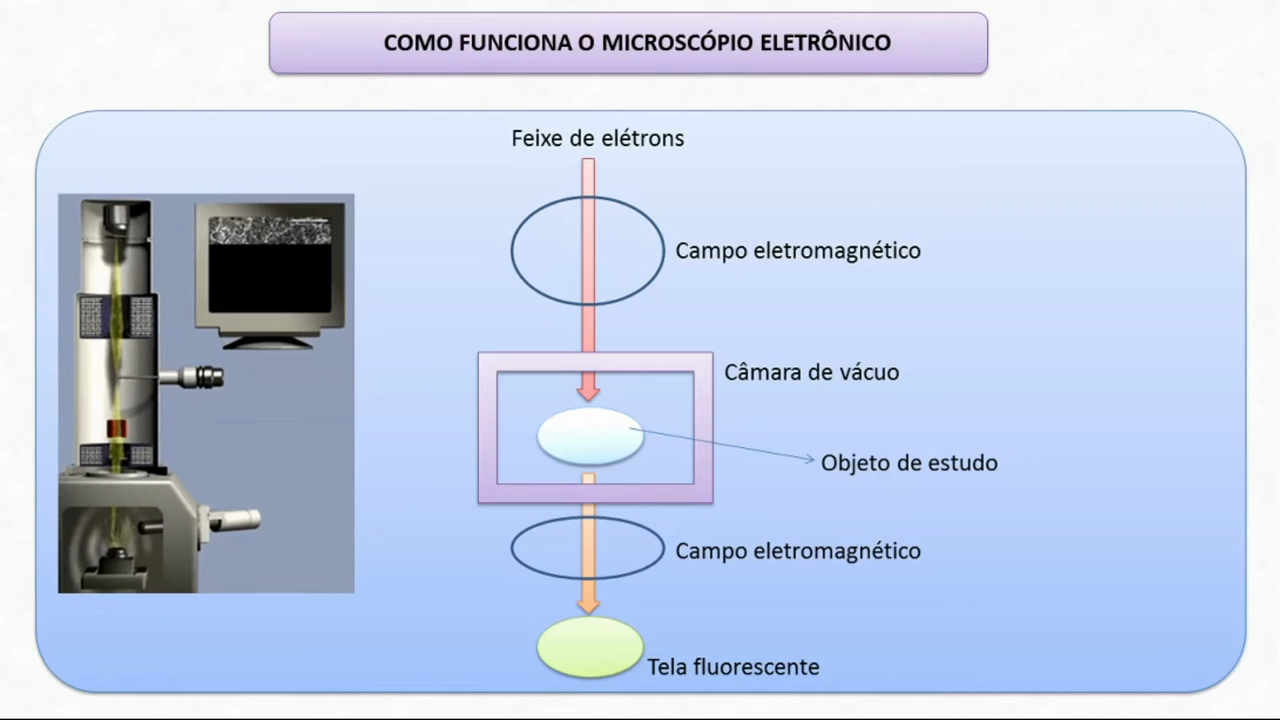 COMO FUNCIONA O MICROSCÓPIO ELETRÔNICO
Feixe de elétrons
Campo eletromagnético
Câmara de vácuo
Objeto de estudo
Campo eletromagnético
Tela fluorescente